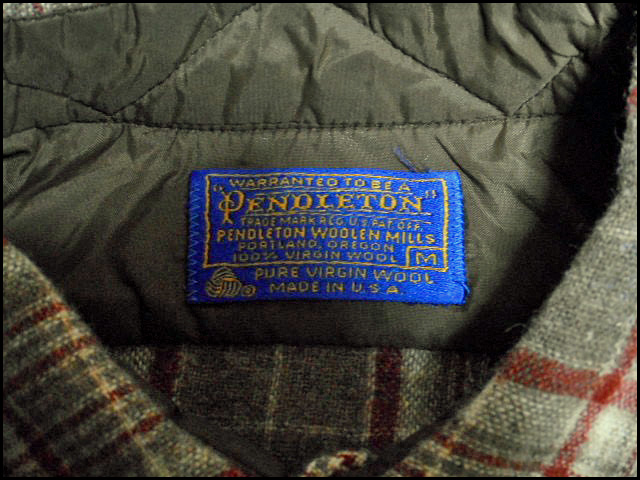 WARRANTED TO BE A
"PENDLETON"
TRADE MARK REG. U.S. PAT. OFF.
PENDLETON WOOLEN MILLS
PORTLAND, OREGON
100% VIRGIN WOOL M
PURE VIRGIN WOOL
MADE IN U.S.A.